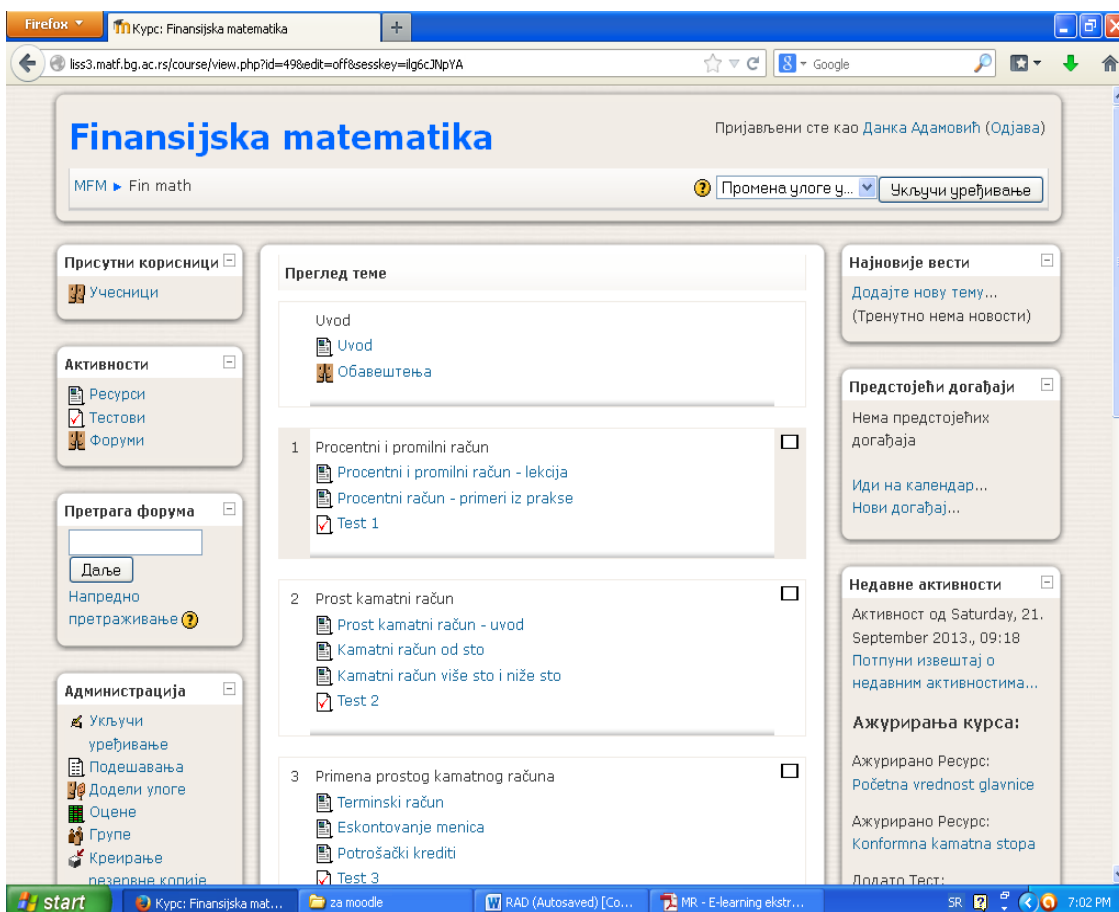 Firefox
Курс: Finansijska matematika
liss3.matf.bg.ac.rs/course/view.php?id=49&edit=off&sesskey=ilg6cJNpYA
Google
Finansijska matematika
Пријављени сте као Данка Адамовић (Одјава)
MFM ► Fin math
Промена улоге у...
Укључи уређивање
Присутни корисници
Учесници
Активности
Ресурси
Тестови
Форуми
Претрага форума
Даље
Напредно
претраживање
Администрација
Укључи
уређивање
Подешавања
Додели улоге
Оцене
Групе
Креирање
резервне копије
Преглед теме
Uvod
Uvod
Обавештења
1 Procentni i promilni račun
Procentni i promilni račun - lekcija
Procentni račun - primeri iz prakse
Test 1
2 Prost kamatni račun
Prost kamatni račun - uvod
Kamatni račun od sto
Kamatni račun više sto i niže sto
Test 2
3 Primena prostog kamatnog računa
Terminski račun
Eskontovanje menica
Potrošački krediti
Test 3
Најновије вести
Додајте нову тему...
(Тренутно нема новости)
Предстојећи догађаји
Нема предстојећих
догађаја
Иди на календар...
Нови догађај...
Недавне активности
Активност од Saturday, 21.
September 2013., 09:18
Потпуни извештај о
недавним активностима...
Ажурирања курса:
Ажурирано Ресурс:
Početna vrednost glavnice
Ажурирано Ресурс:
Konformna kamatna stopa
Додато Тест:
start
Курс: Finansijska mat...
za moodle
RAD (Autosaved) [Co...
MR - E-learning ekstr...
SR
7:02 PM